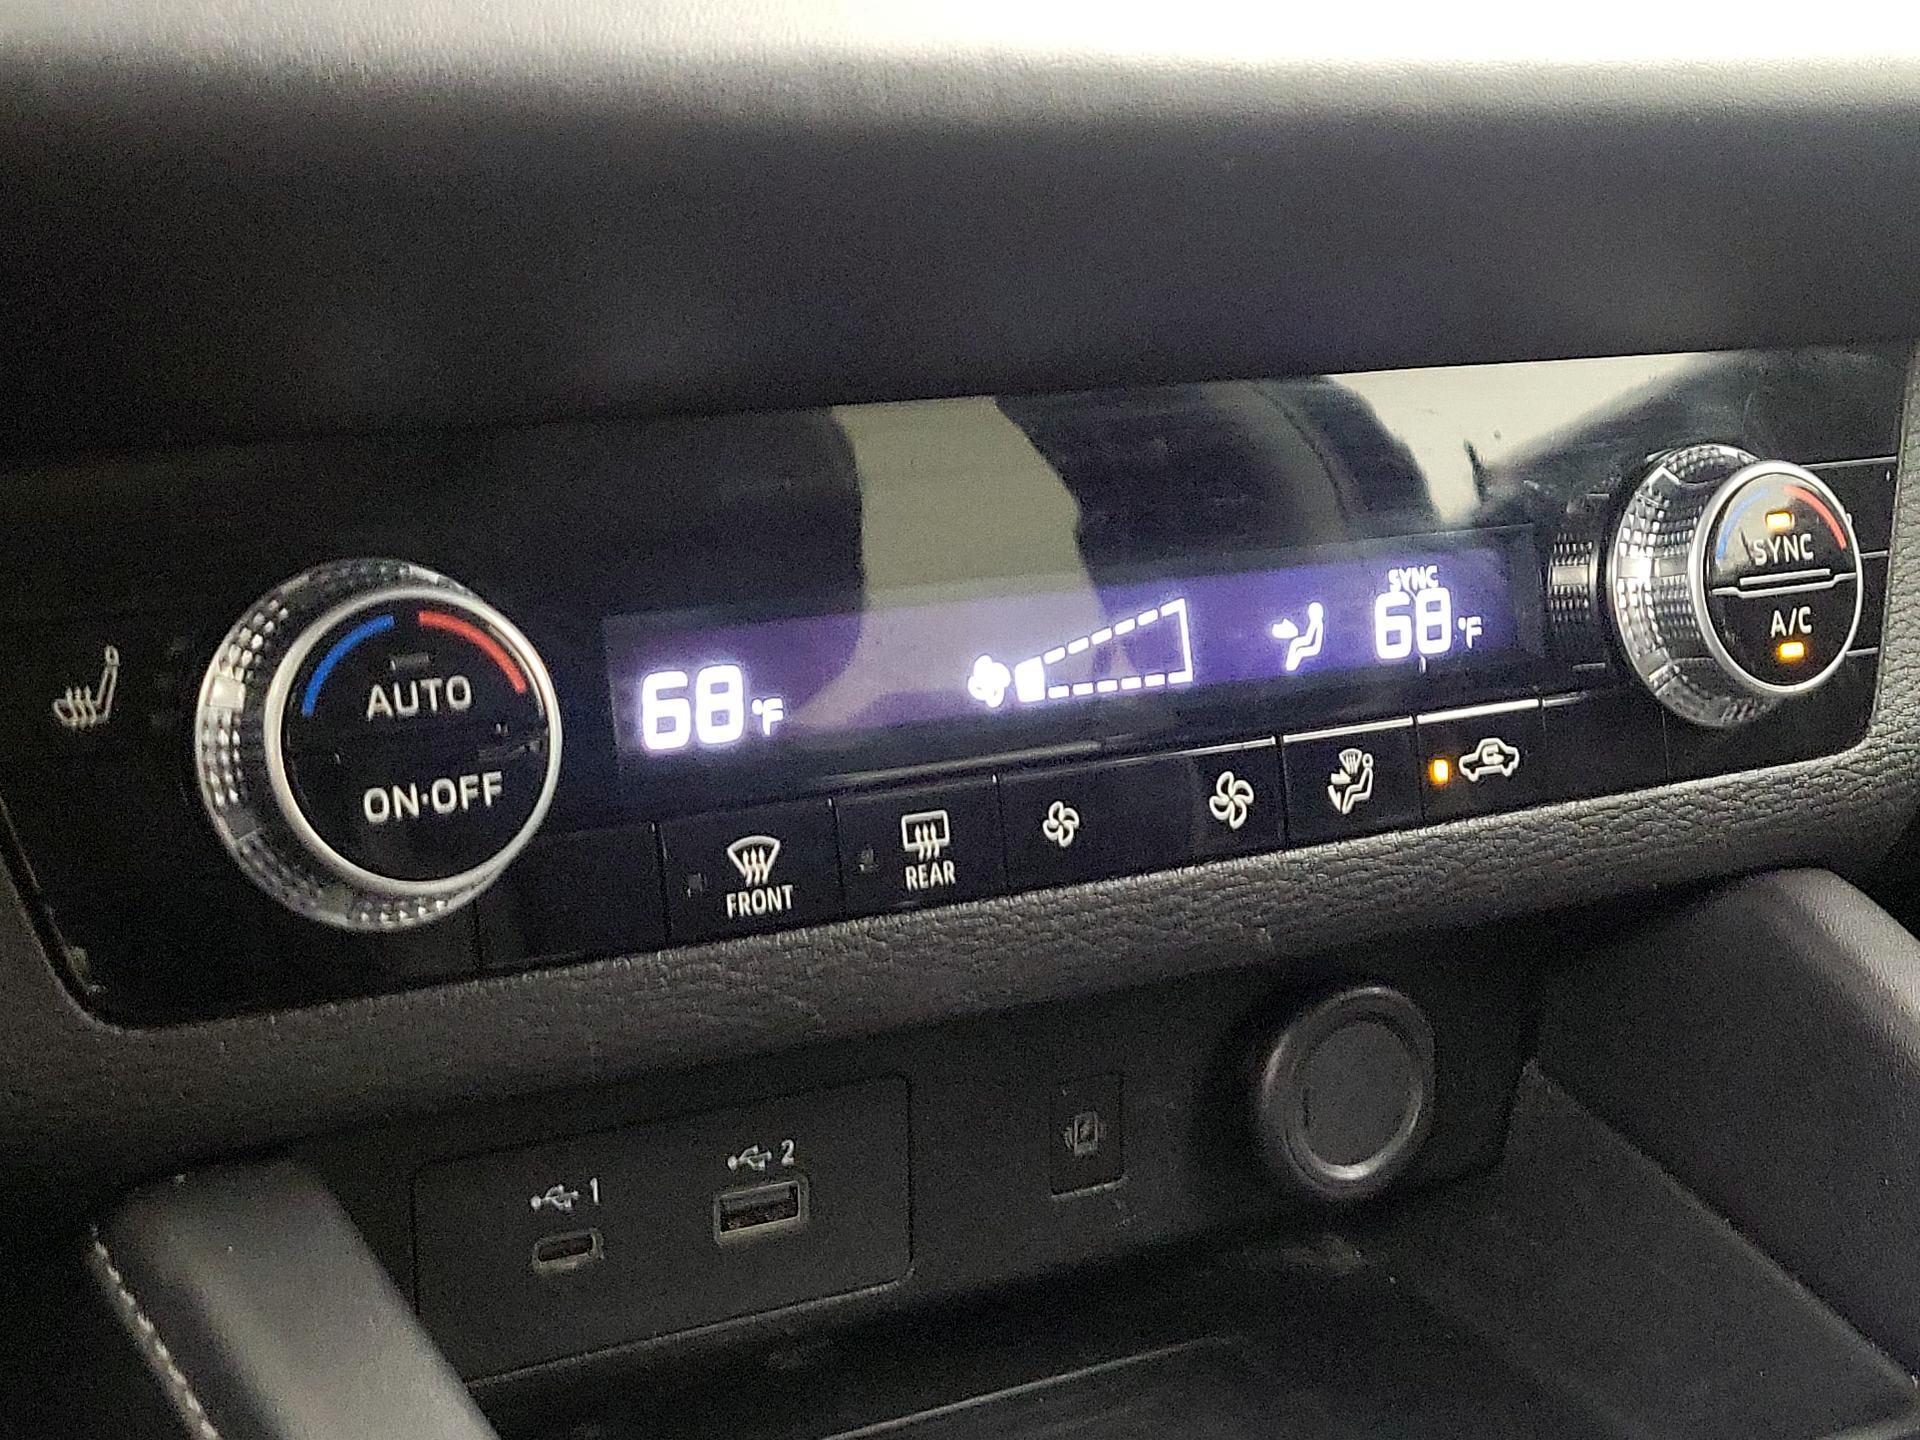 AUTO
ON·OFF
68°F
SYNC
68°F
SYNC
A/C
FRONT
REAR
1
2